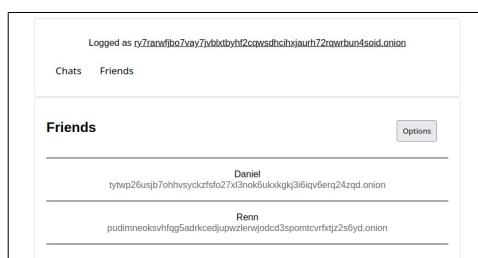 Logged as ry7rarwfjbo7vay7jvblxtbyhf2cqwsdhcihxjaurh72rqwrbun4soid.onion
Chats Friends
Friends
Options
Daniel
tytwp26usjb7ohhvsyckzfsfo27xl3nok6ukxkgkj3i6iqv6erq24zqd.onion
Renn
pudimneoksvhfqg5adrkcedjupwzlerwjodcd3spomtcvrfxtjz2s6yd.onion